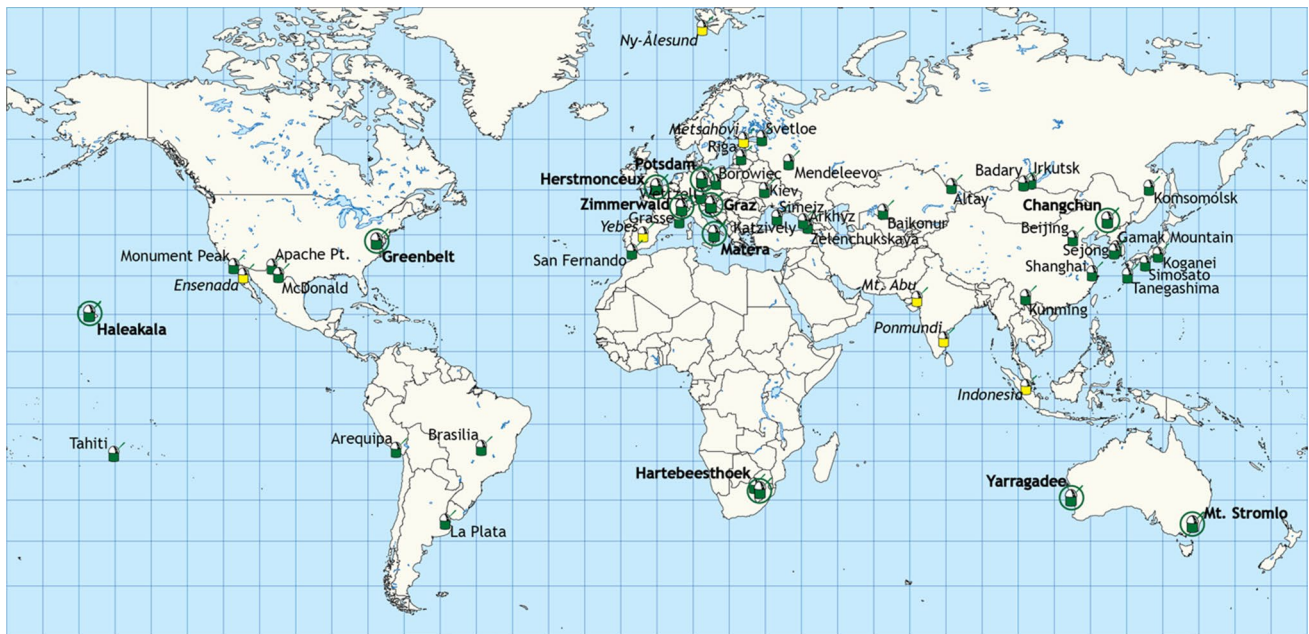 Ny-Ålesund
Metsahovi
Svetloe
Riga
Potsdam
Borowiec
Mendeleevo
Herstmonceux
Wettzell
Kiev
Badary
Irkutsk
Altay
Komsomolsk
Zimmerwald
Graz
Simeiz
Changchun
Grasse
Katzively
Arkhyz
Baikonur
Yebes
Zelenchukskaya
Beijing
Gamak Mountain
Matera
Sejong
Koganei
Greenbelt
San Fernando
Shanghai
Simosato
Monument Peak
Apache Pt.
Tanegashima
Ensenada
McDonald
Mt. Abu
Kunming
Haleakala
Ponmundi
Indonesia
Tahiti
Arequipa
Brasilia
Hartebeesthoek
Yarragadee
La Plata
Mt. Stromlo